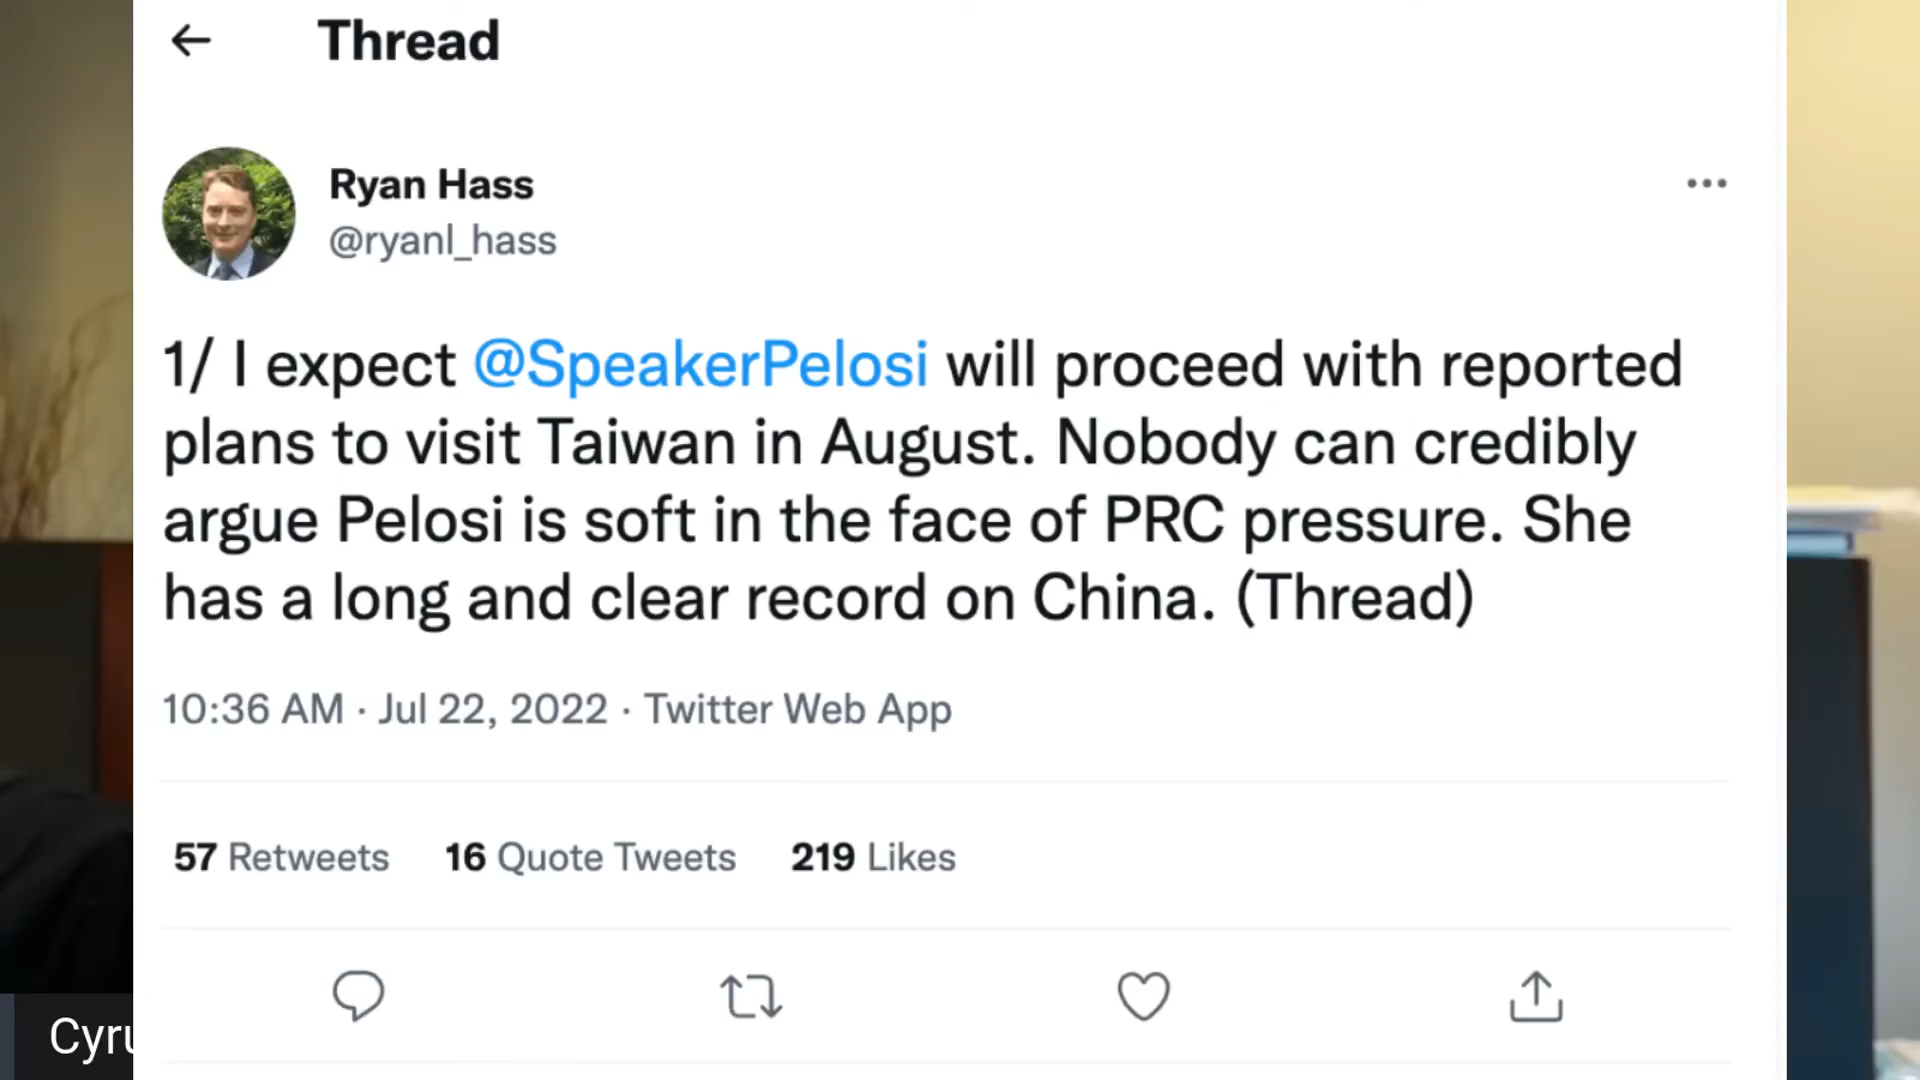 Thread
Ryan Hass
@ryanl_hass
1/ I expect @SpeakerPelosi will proceed with reported
plans to visit Taiwan in August. Nobody can credibly
argue Pelosi is soft in the face of PRC pressure. She
has a long and clear record on China. (Thread)
10:36 AM · Jul 22, 2022 · Twitter Web App
57 Retweets 16 Quote Tweets 219 Likes